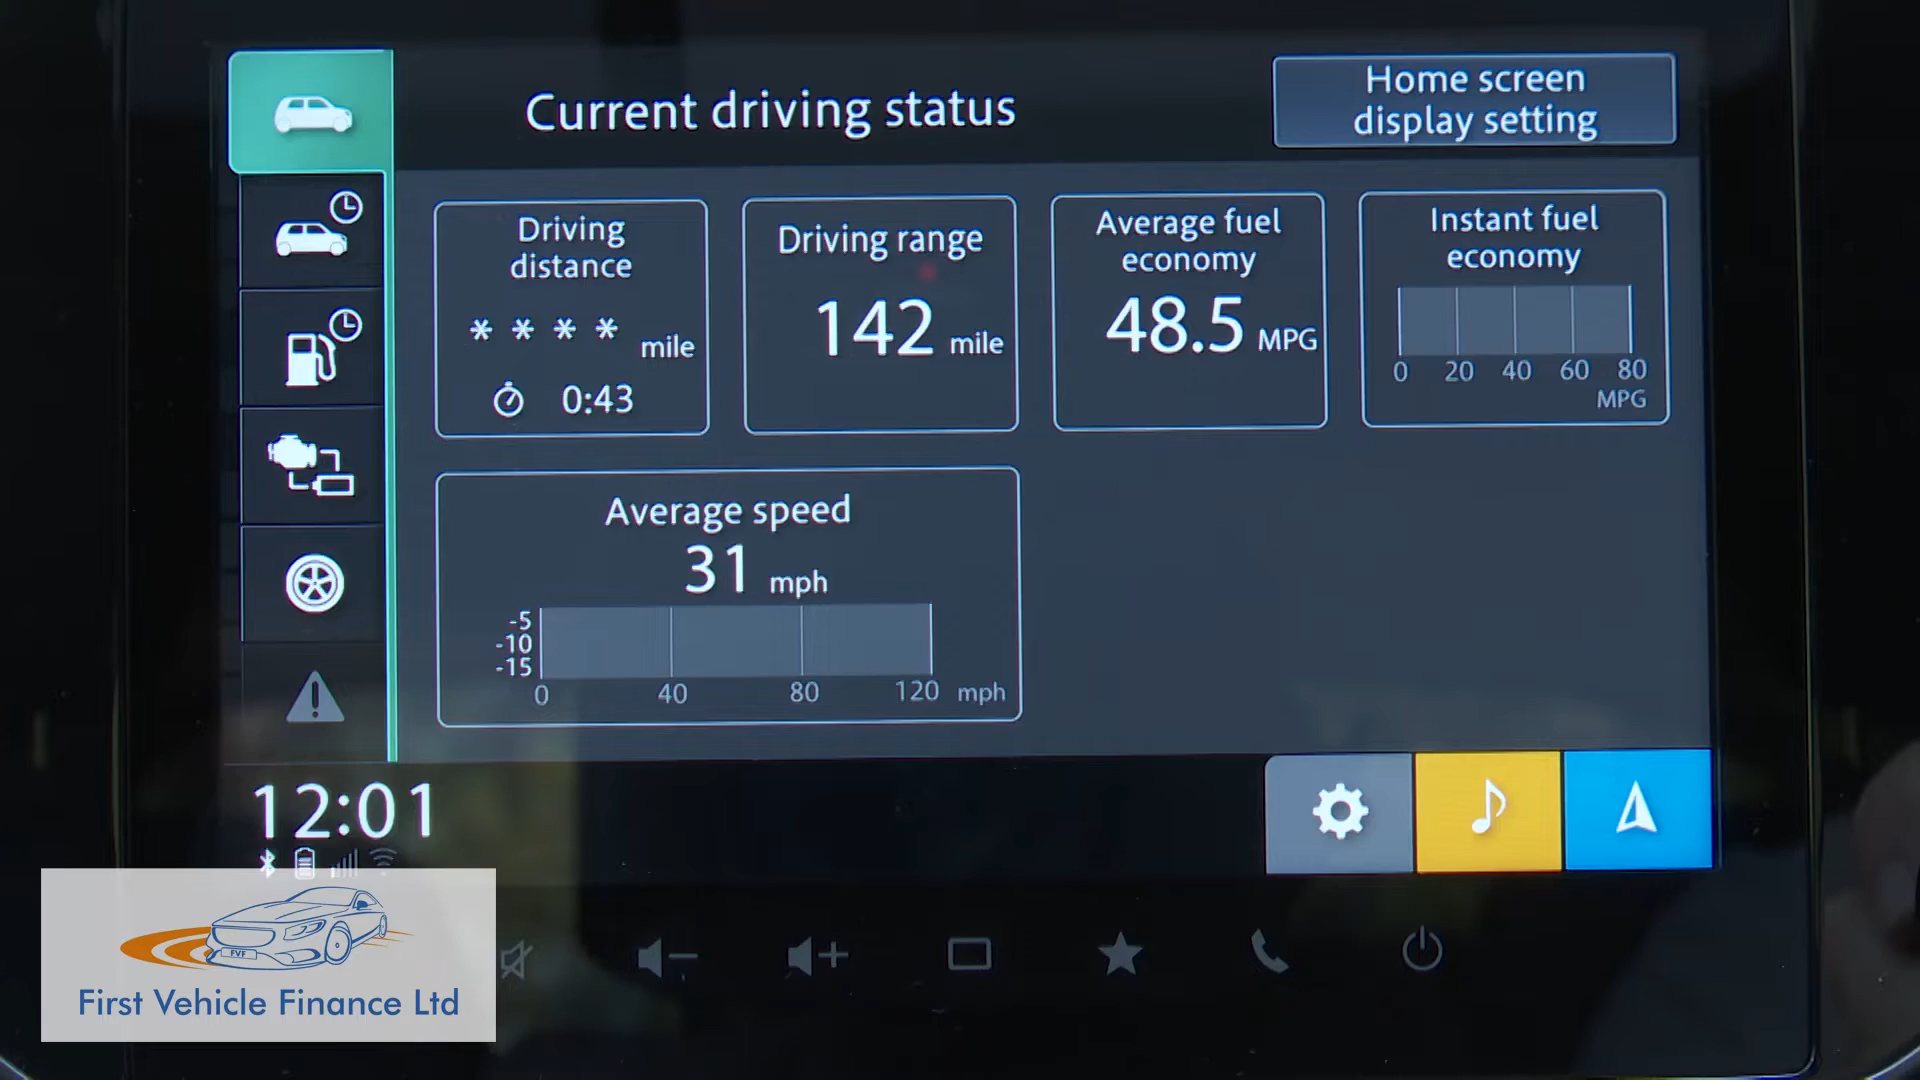 Current driving status
Home screen
display setting
Driving
distance
* * * * mile
0:43
Driving range
142 mile
Average fuel
economy
48.5 MPG
Instant fuel
economy
0 20 40 60 80
MPG
Average speed
31 mph
-5
-10
-15
0 40 80 120 mph
12:01
FVF
First Vehicle Finance Ltd